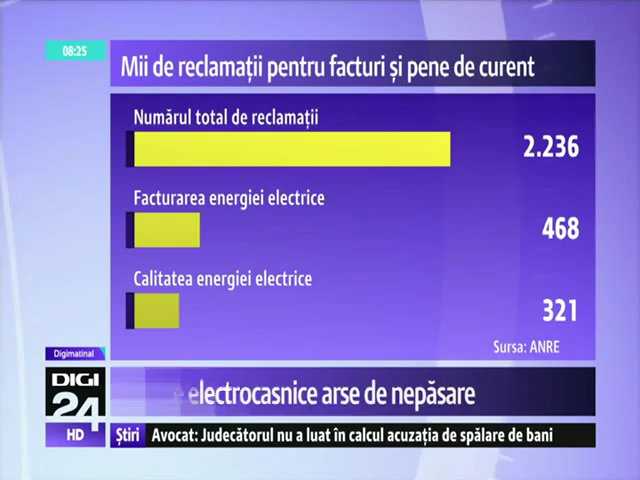 08:25
Mii de reclamații pentru facturi și pene de curent
Numărul total de reclamații
2.236
Facturarea energiei electrice
468
Calitatea energiei electrice
321
Sursa: ANRE
Digimatinal
DIGI
24
HD
e electrocasnice arse de nepăsare
Știri
Avocat: Judecătorul nu a luat în calcul acuzația de spălare de bani